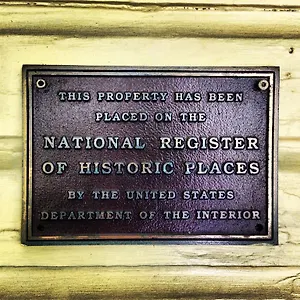 THIS PROPERTY HAS BEEN
PLACED ON THE
NATIONAL REGISTER
OF HISTORIC PLACES
BY THE UNITED STATES
DEPARTMENT OF THE INTERIOR